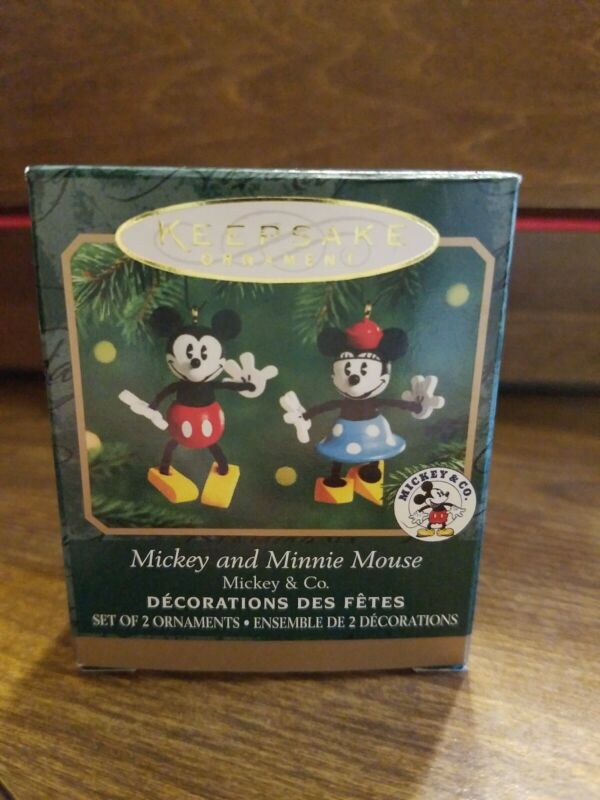 KEEPSAKE
ORNAMENT
MICKEY & CO.
Mickey and Minnie Mouse
Mickey & Co.
DÉCORATIONS DES FÊTES
SET OF 2 ORNAMENTS • ENSEMBLE DE 2 DÉCORATIONS